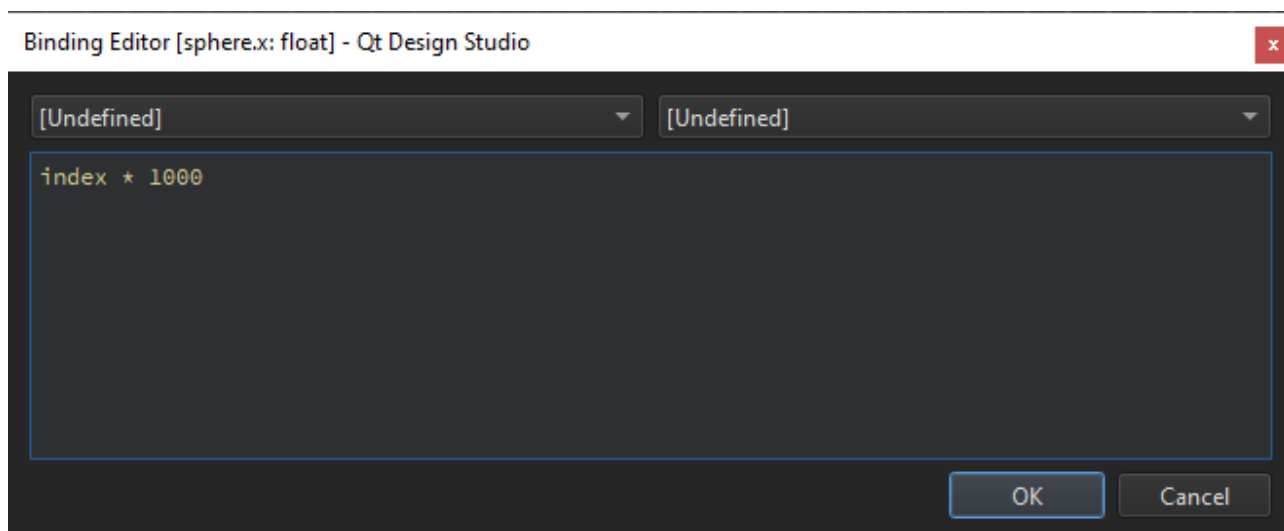 Binding Editor [sphere.x: float] - Qt Design Studio
x
[Undefined] [Undefined]
index * 1000
OK Cancel